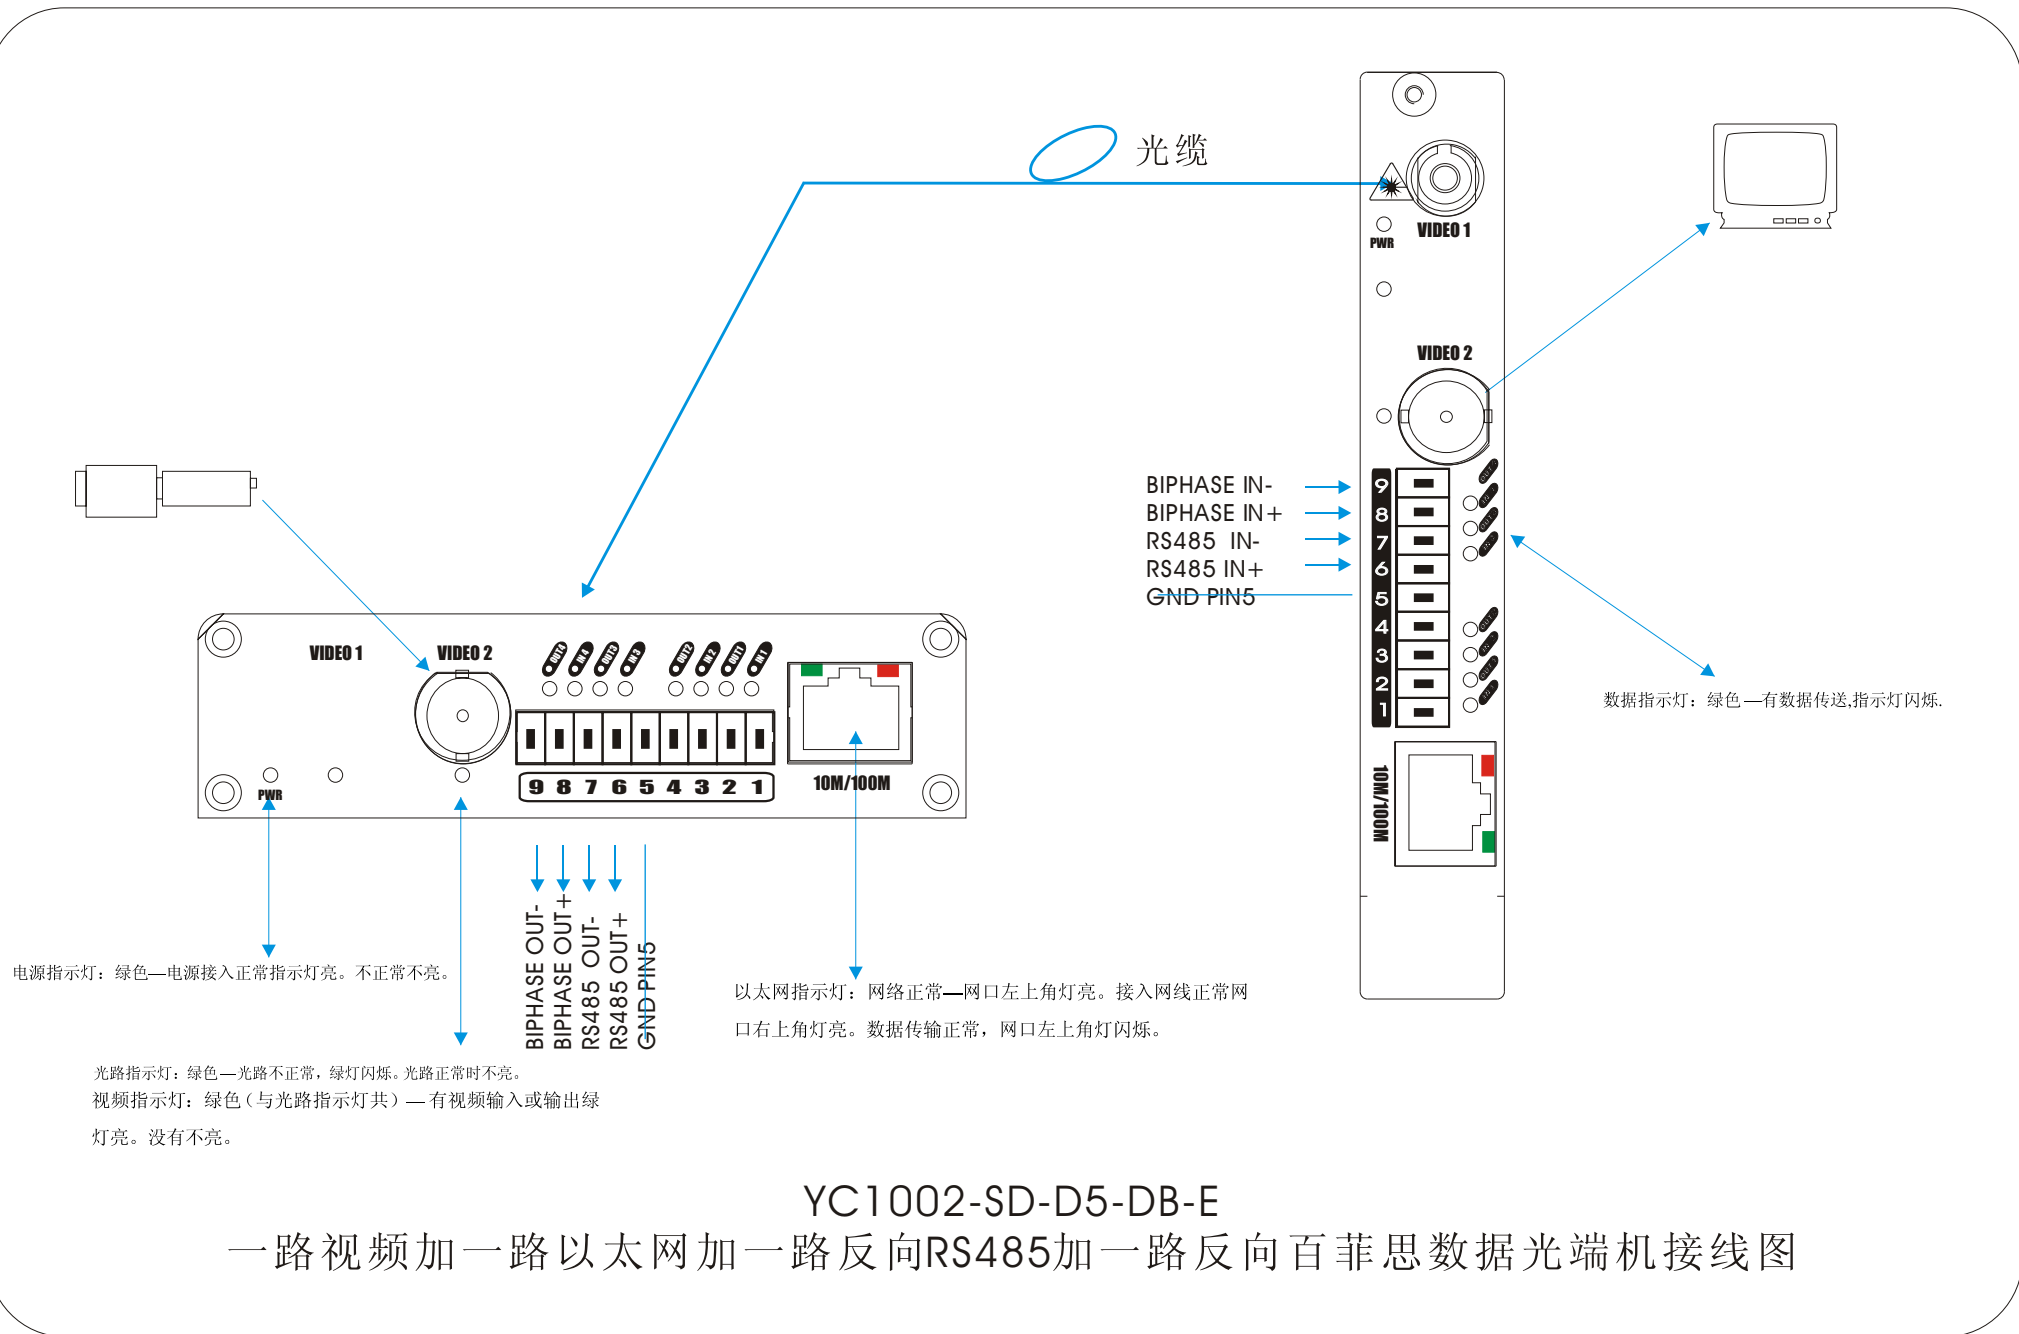 光缆
VIDEO 1
PWR
VIDEO 2
BIPHASE IN-
BIPHASE IN+
RS485 IN-
RS485 IN+
GND PIN5
9
8
7
6
5
4
3
2
1
10M/100M
数据指示灯：绿色—有数据传送,指示灯闪烁.
VIDEO 1
VIDEO 2
OUT4
IN 4
OUT3
IN 3
OUT2
IN 2
OUT1
IN 1
PWR
9 8 7 6 5 4 3 2 1
10M/100M
BIPHASE OUT-
BIPHASE OUT+
RS485 OUT-
RS485 OUT+
GND PIN5
电源指示灯：绿色—电源接入正常指示灯亮。不正常不亮。
以太网指示灯：网络正常—网口左上角灯亮。接入网线正常网
口右上角灯亮。数据传输正常，网口左上角灯闪烁。
光路指示灯：绿色—光路不正常，绿灯闪烁。光路正常时不亮。
视频指示灯：绿色（与光路指示灯共）—有视频输入或输出绿
灯亮。没有不亮。
YC1002-SD-D5-DB-E
一路视频加一路以太网加一路反向RS485加一路反向百菲思数据光端机接线图